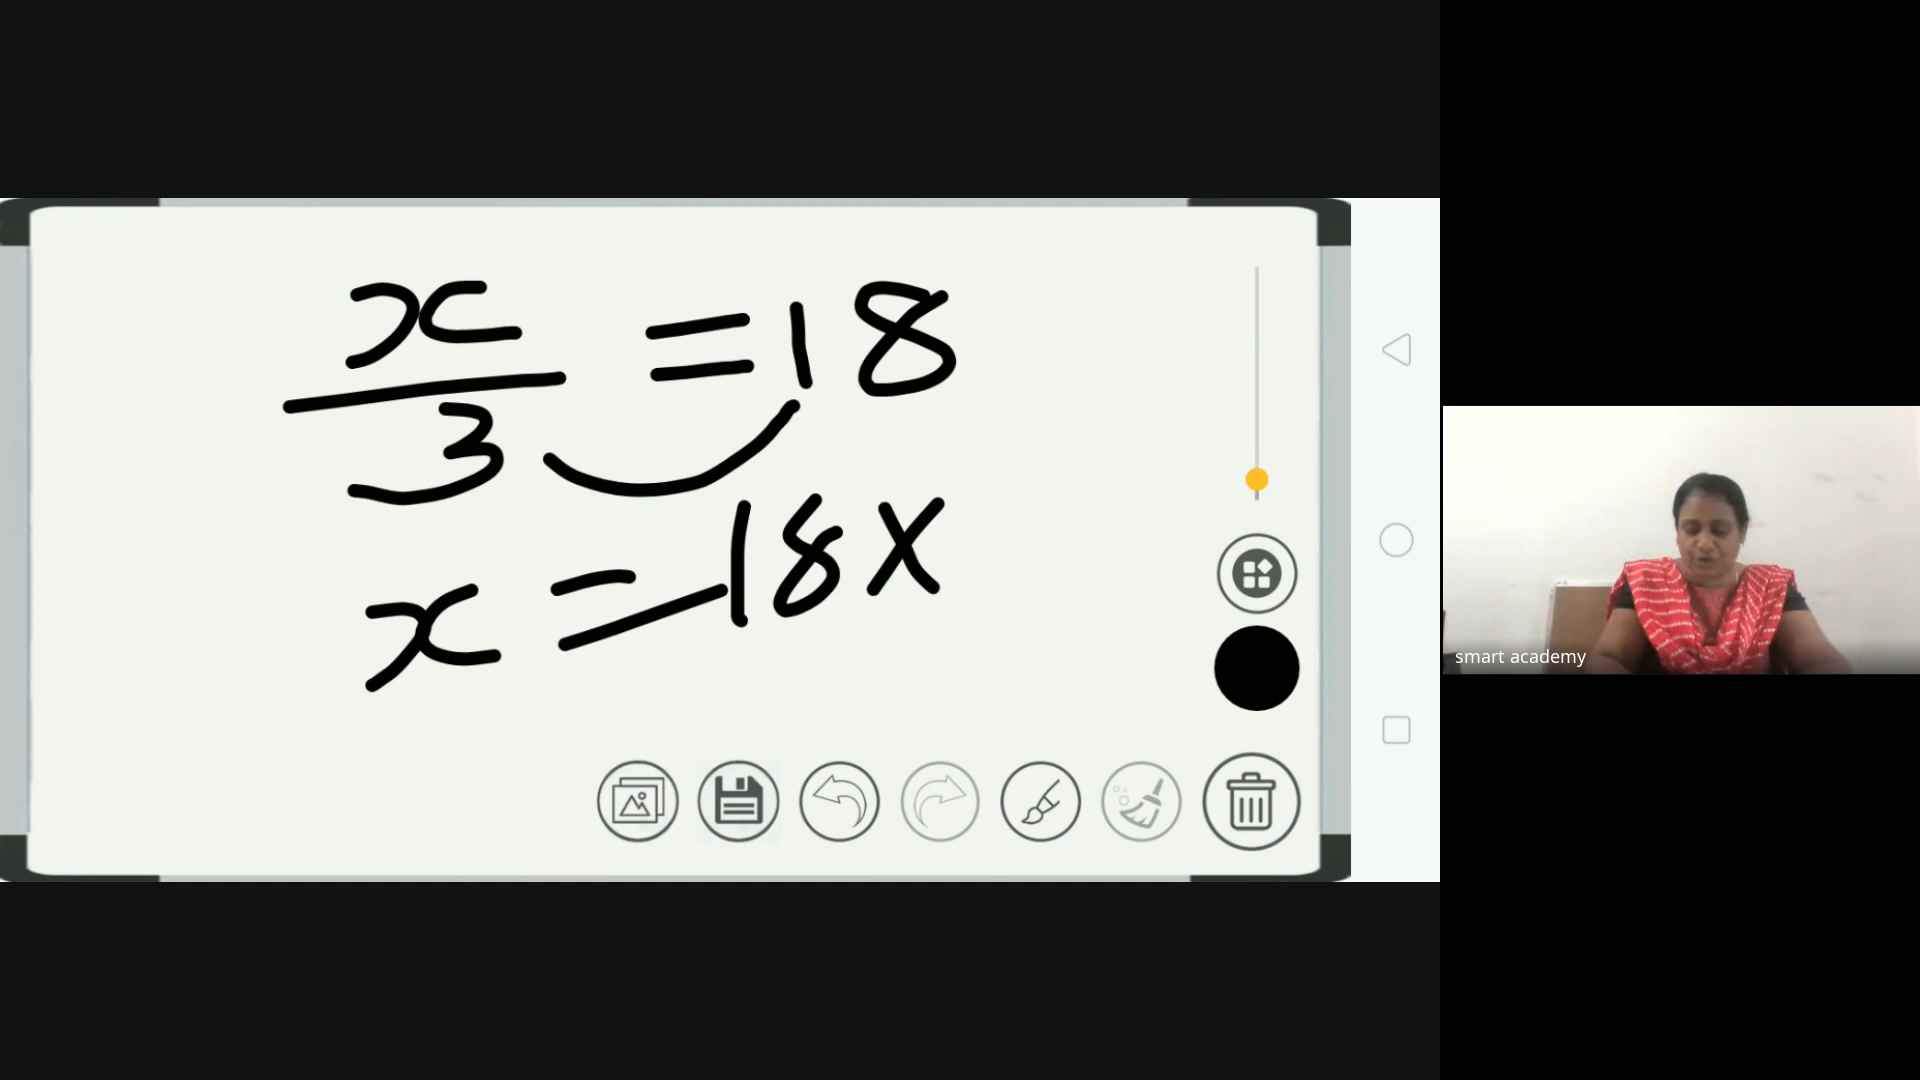 x/3 = 18
x = 18 ×
smart academy